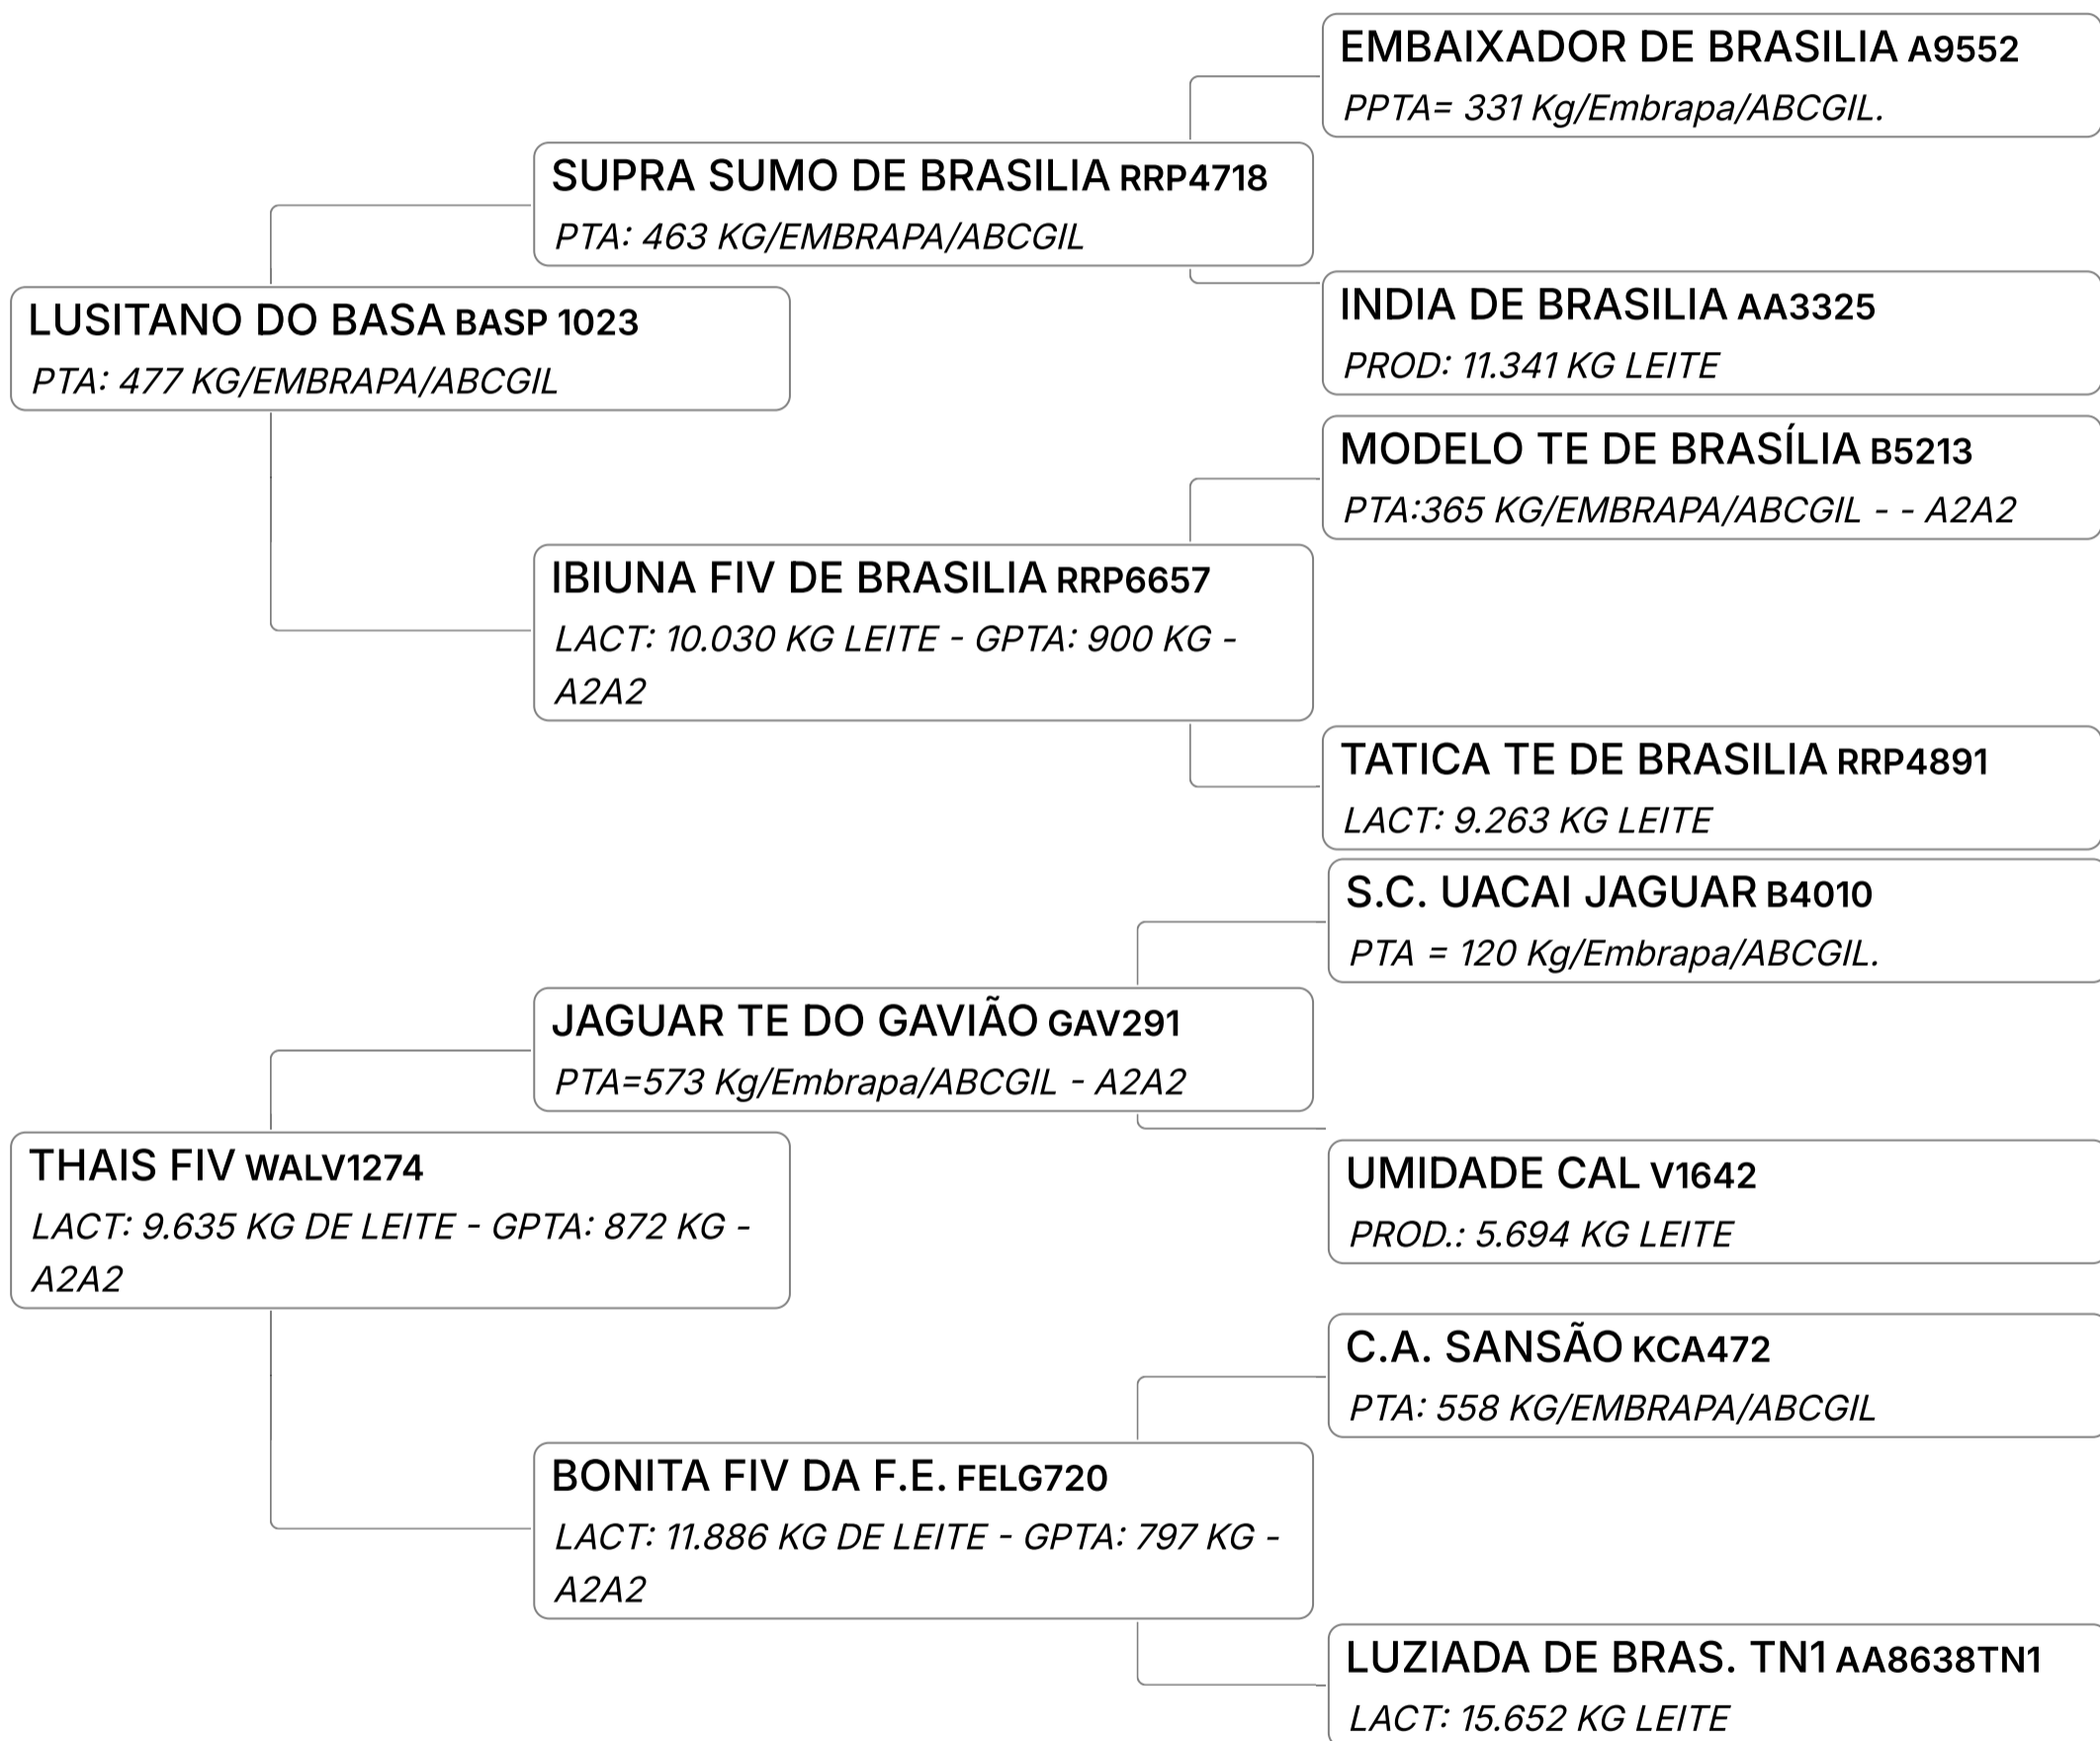 EMBAIXADOR DE BRASILIA A9552
PPTA= 331 Kg/Embrapa/ABCGIL.
SUPRA SUMO DE BRASILIA RRP4718
PTA: 463 KG/EMBRAPA/ABCGIL
INDIA DE BRASILIA AA3325
PROD: 11.341 KG LEITE
LUSITANO DO BASA BASP 1023
PTA: 477 KG/EMBRAPA/ABCGIL
MODELO TE DE BRASÍLIA B5213
PTA:365 KG/EMBRAPA/ABCGIL - - A2A2
IBIUNA FIV DE BRASILIA RRP6657
LACT: 10.030 KG LEITE - GPTA: 900 KG -
A2A2
TATICA TE DE BRASILIA RRP4891
LACT: 9.263 KG LEITE
S.C. UACAI JAGUAR B4010
PTA = 120 Kg/Embrapa/ABCGIL.
JAGUAR TE DO GAVIÃO GAV291
PTA=573 Kg/Embrapa/ABCGIL - A2A2
UMIDADE CAL V1642
PROD.: 5.694 KG LEITE
THAIS FIV WALV1274
LACT: 9.635 KG DE LEITE - GPTA: 872 KG -
A2A2
C.A. SANSÃO KCA472
PTA: 558 KG/EMBRAPA/ABCGIL
BONITA FIV DA F.E. FELG720
LACT: 11.886 KG DE LEITE - GPTA: 797 KG -
A2A2
LUZIADA DE BRAS. TN1 AA8638TN1
LACT: 15.652 KG LEITE